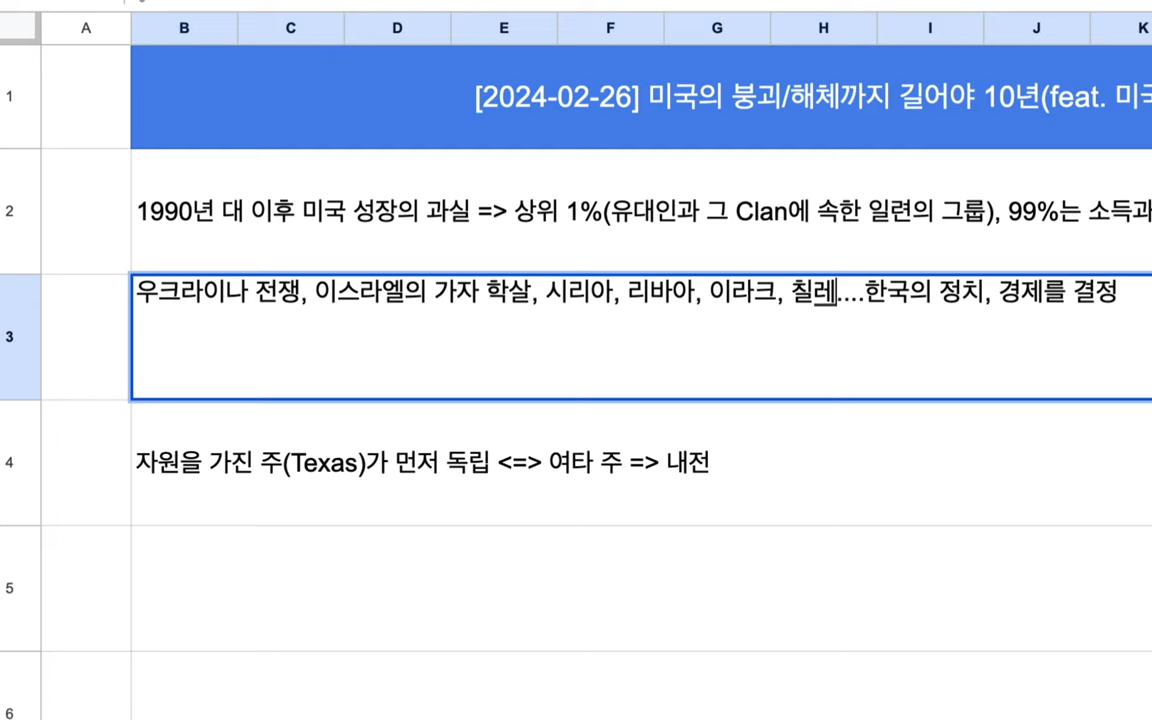 A B C D E F G H I J K
1 [2024-02-26] 미국의 붕괴/해체까지 길어야 10년(feat. 미국
2 1990년 대 이후 미국 성장의 과실 => 상위 1%(유대인과 그 Clan에 속한 일련의 그룹), 99%는 소득과
3 우크라이나 전쟁, 이스라엘의 가자 학살, 시리아, 리바아, 이라크, 칠레....한국의 정치, 경제를 결정
4 자원을 가진 주(Texas)가 먼저 독립 <=> 여타 주 => 내전
5
6